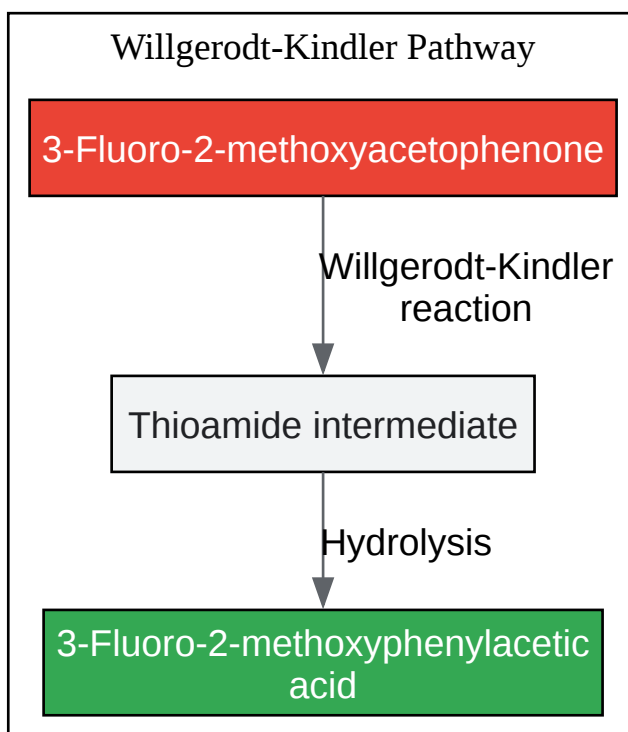 Willgerodt-Kindler Pathway
3-Fluoro-2-methoxyacetophenone
Willgerodt-Kindler
reaction
Thioamide intermediate
Hydrolysis
3-Fluoro-2-methoxyphenylacetic
acid